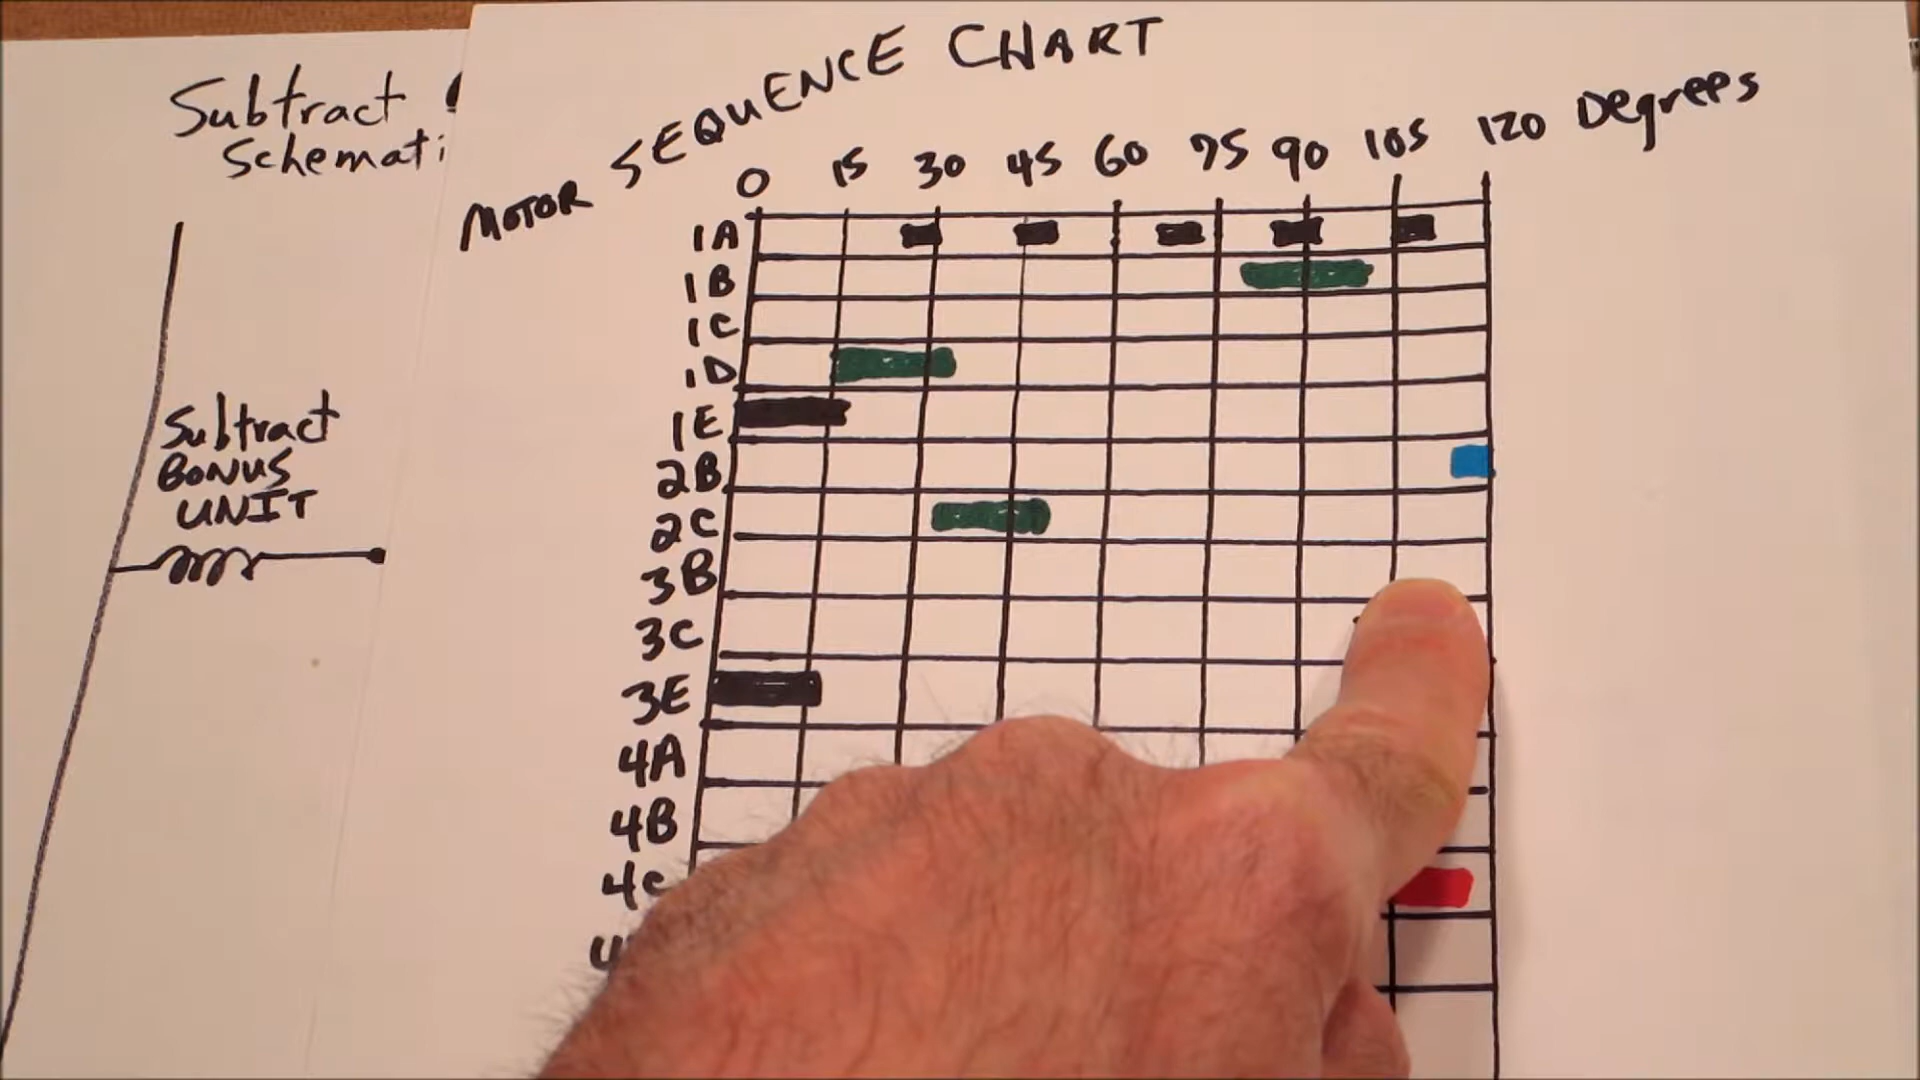 MOTOR SEQUENCE CHART
0 15 30 45 60 75 90 105 120 Degrees
1A
1B
1C
1D
1E
2B
2C
3B
3C
3E
4A
4B
4C
Subtract
Schemati
Subtract
BONUS
UNIT